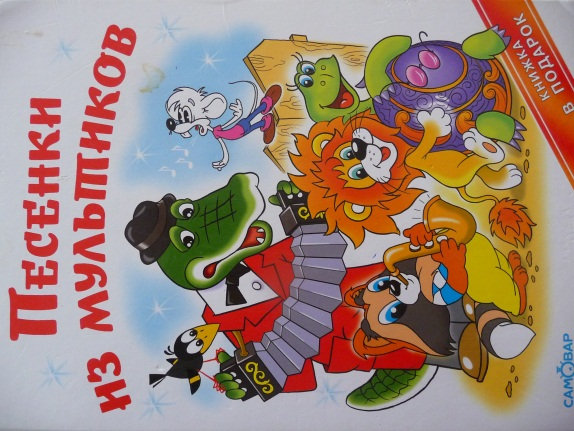 Песенки
из мультиков
книжка
в подарок
САМОВАР